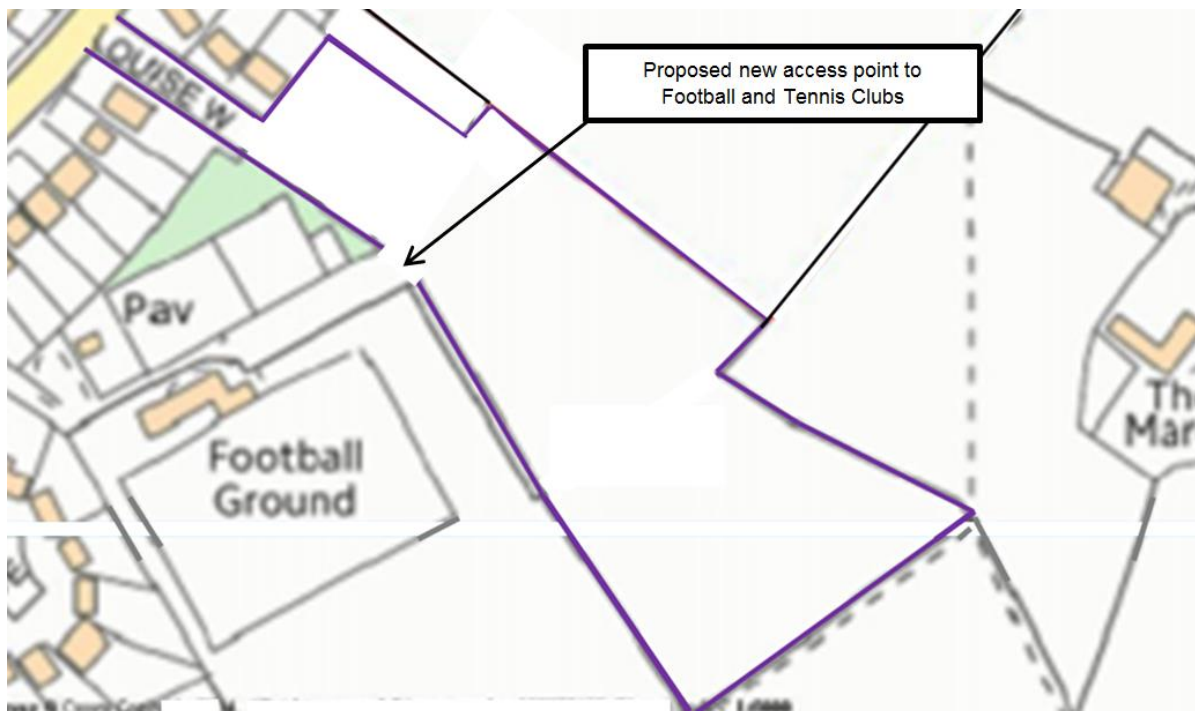 LOUISE W
Proposed new access point to
Football and Tennis Clubs
Pav
Th
Mar
Football
Ground